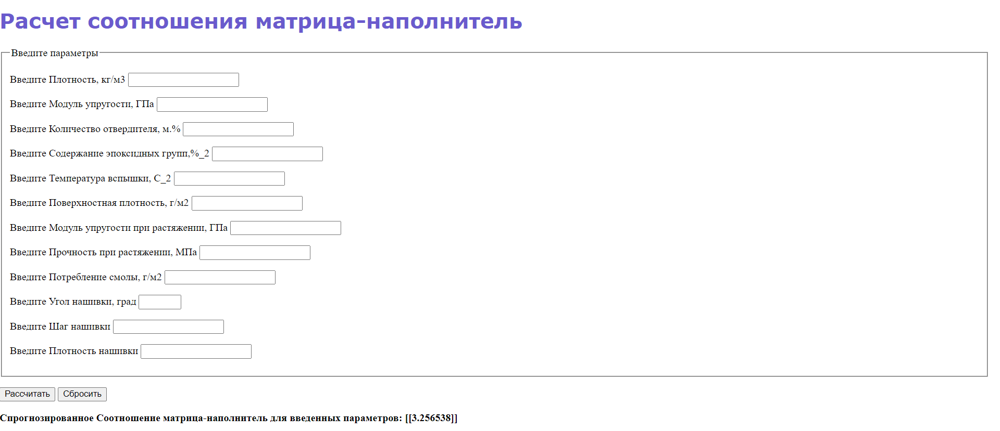 Расчет соотношения матрица-наполнитель
Введите параметры
Введите Плотность, кг/м3
Введите Модуль упругости, ГПа
Введите Количество отвердителя, м.%
Введите Содержание эпоксидных групп,%_2
Введите Температура вспышки, С_2
Введите Поверхностная плотность, г/м2
Введите Модуль упругости при растяжении, ГПа
Введите Прочность при растяжении, МПа
Введите Потребление смолы, г/м2
Введите Угол нашивки, град
Введите Шаг нашивки
Введите Плотность нашивки
Рассчитать Сбросить
Спрогнозированное Соотношение матрица-наполнитель для введенных параметров: [[3.256538]]